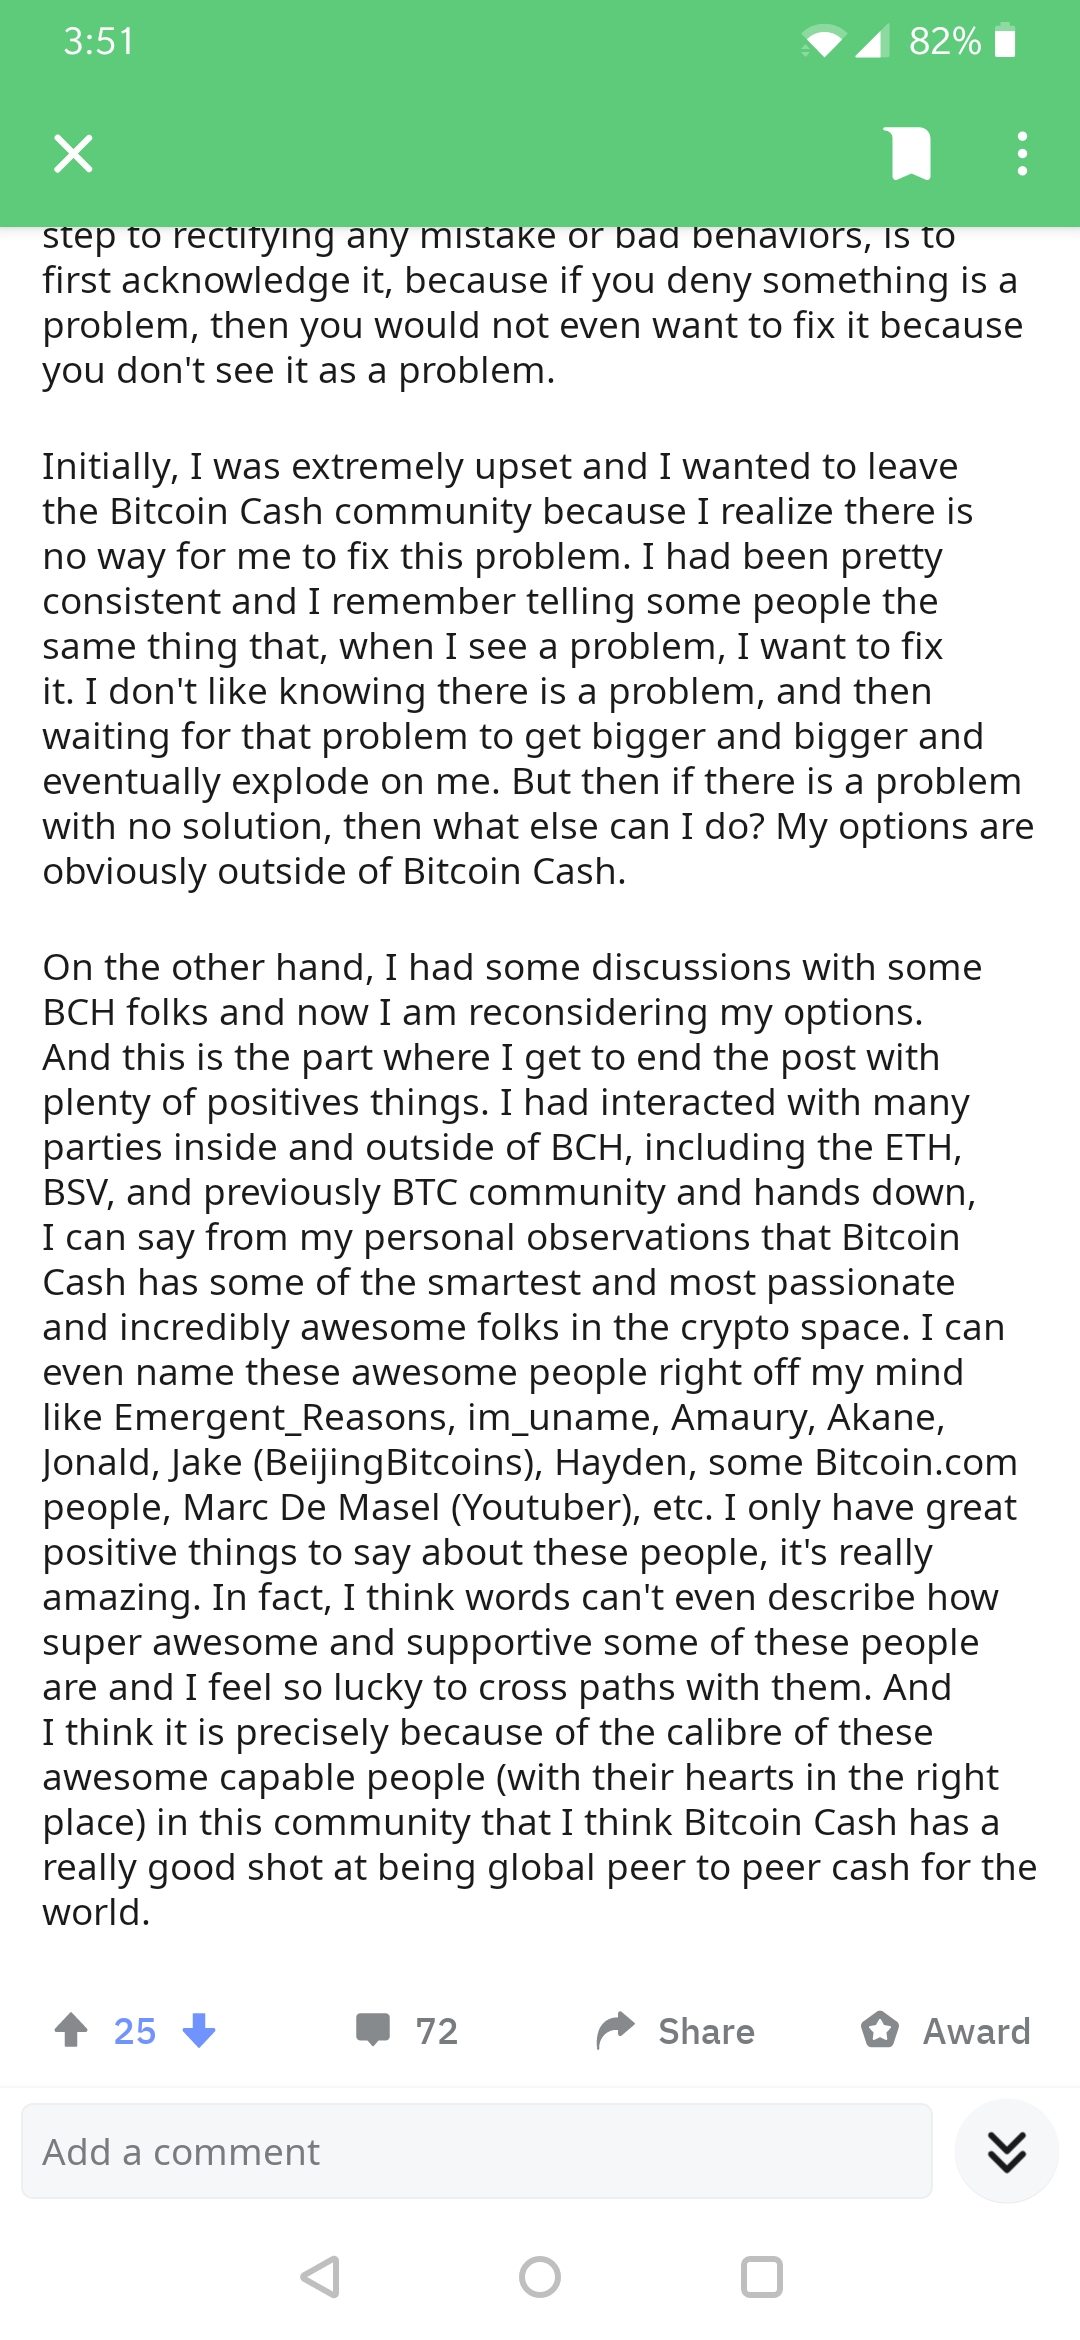 3:51
82%
step to rectifying any mistake or bad behaviors, is to
first acknowledge it, because if you deny something is a
problem, then you would not even want to fix it because
you don't see it as a problem.
Initially, I was extremely upset and I wanted to leave
the Bitcoin Cash community because I realize there is
no way for me to fix this problem. I had been pretty
consistent and I remember telling some people the
same thing that, when I see a problem, I want to fix
it. I don't like knowing there is a problem, and then
waiting for that problem to get bigger and bigger and
eventually explode on me. But then if there is a problem
with no solution, then what else can I do? My options are
obviously outside of Bitcoin Cash.
On the other hand, I had some discussions with some
BCH folks and now I am reconsidering my options.
And this is the part where I get to end the post with
plenty of positives things. I had interacted with many
parties inside and outside of BCH, including the ETH,
BSV, and previously BTC community and hands down,
I can say from my personal observations that Bitcoin
Cash has some of the smartest and most passionate
and incredibly awesome folks in the crypto space. I can
even name these awesome people right off my mind
like Emergent_Reasons, im_uname, Amaury, Akane,
Jonald, Jake (BeijingBitcoins), Hayden, some Bitcoin.com
people, Marc De Masel (Youtuber), etc. I only have great
positive things to say about these people, it's really
amazing. In fact, I think words can't even describe how
super awesome and supportive some of these people
are and I feel so lucky to cross paths with them. And
I think it is precisely because of the calibre of these
awesome capable people (with their hearts in the right
place) in this community that I think Bitcoin Cash has a
really good shot at being global peer to peer cash for the
world.
25
72
Share
Award
Add a comment